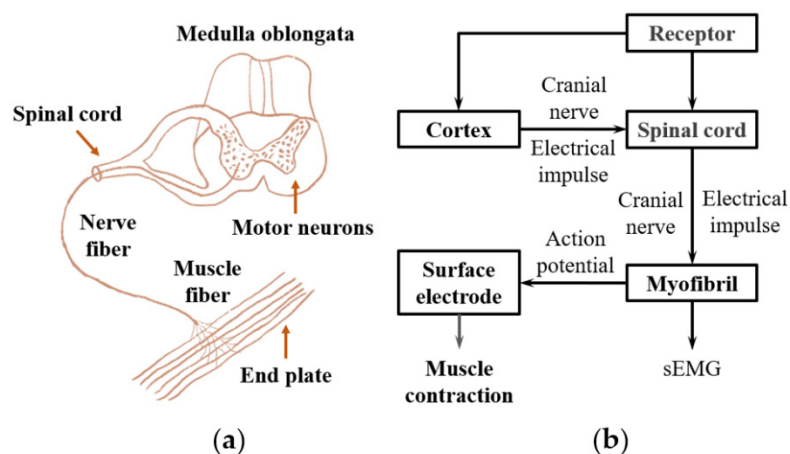 Medulla oblongata
Spinal cord
Nerve
fiber
Motor neurons
Muscle
fiber
End plate
(a)
Receptor
Cranial
nerve
Cortex
Spinal cord
Electrical
impulse
Cranial
nerve
Electrical
impulse
Action
potential
Surface
electrode
Myofibril
Muscle
contraction
sEMG
(b)